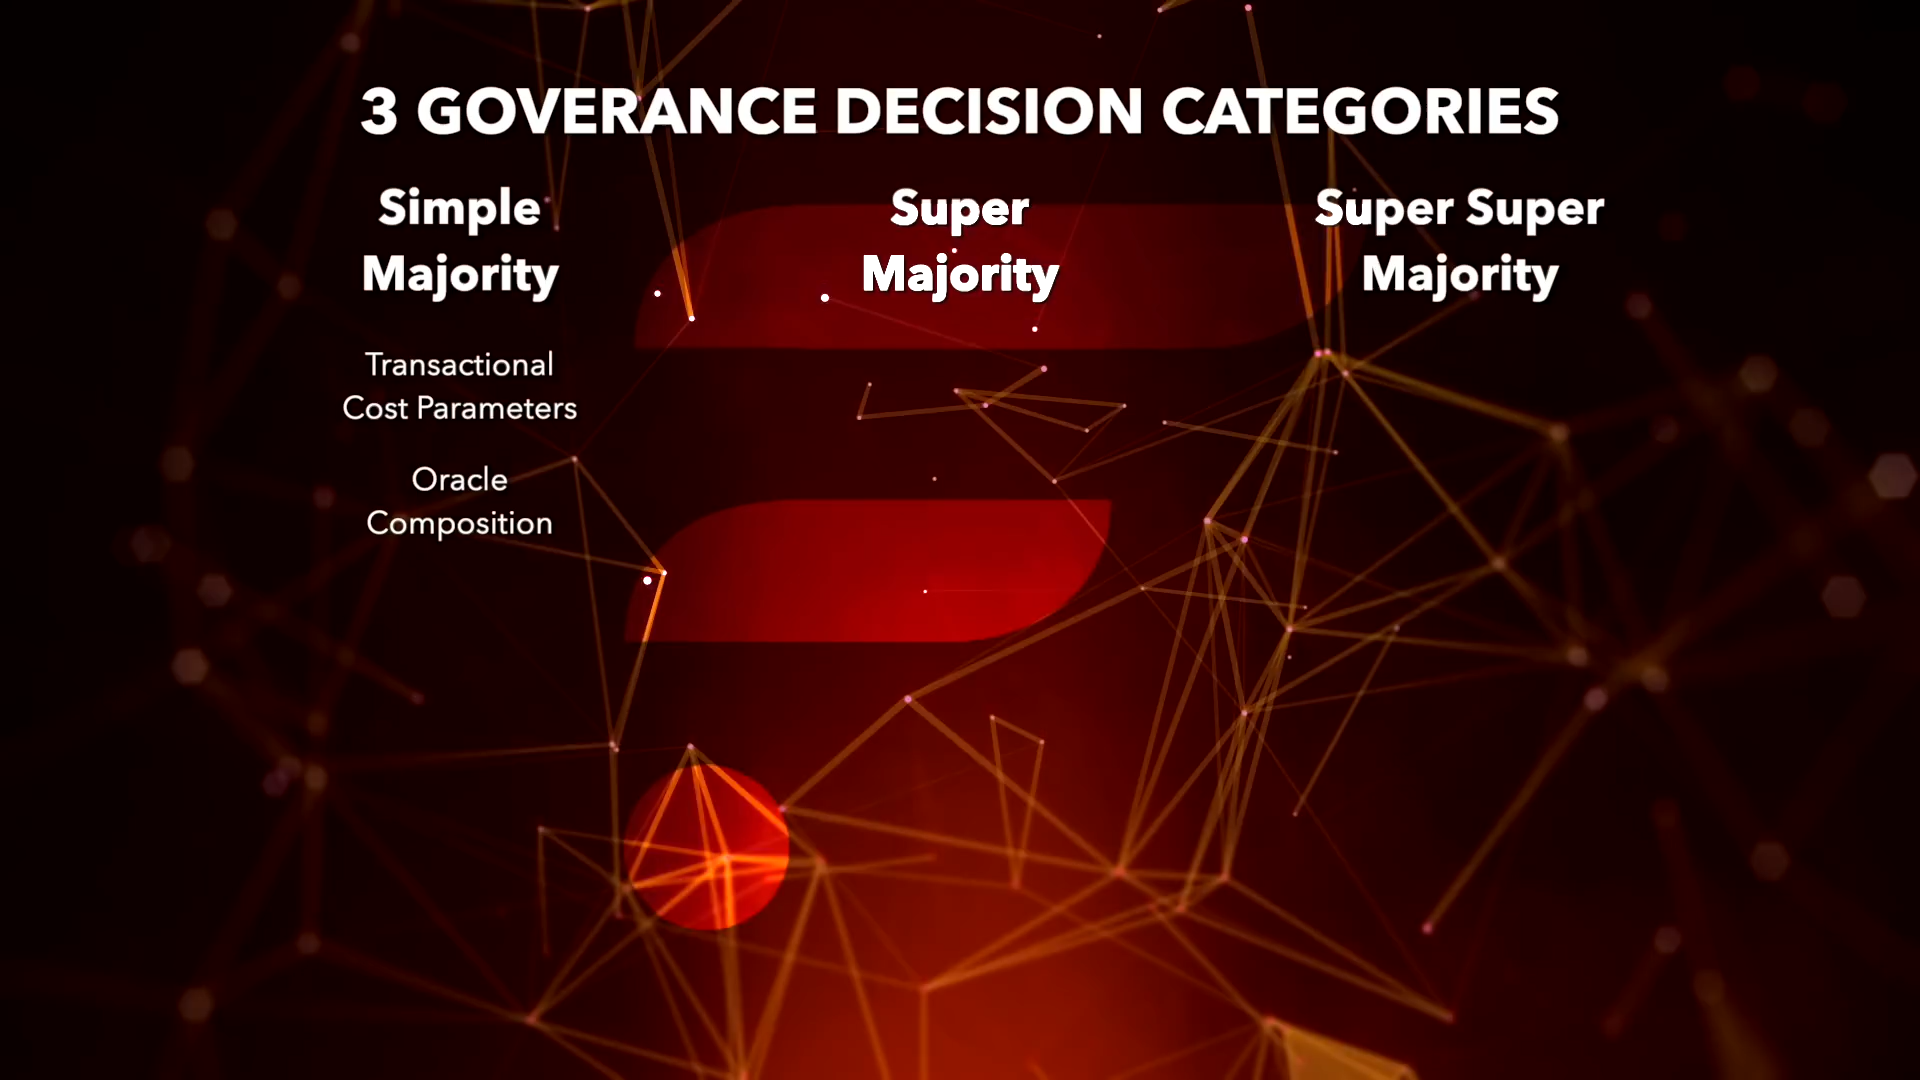 3 GOVERANCE DECISION CATEGORIES
Simple
Majority
Transactional
Cost Parameters
Oracle
Composition
Super
Majority
Super Super
Majority